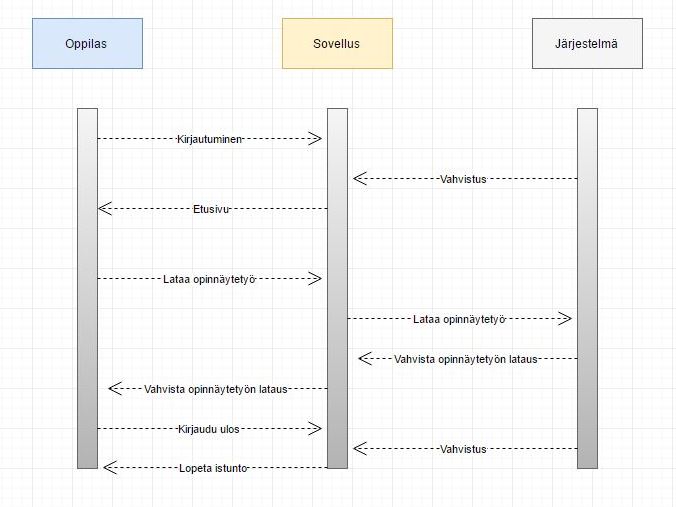 Oppilas
Sovellus
Järjestelmä
Kirjautuminen
Vahvistus
Etusivu
Lataa opinnäytetyö
Lataa opinnäytetyö
Vahvista opinnäytetyön lataus
Vahvista opinnäytetyön lataus
Kirjaudu ulos
Vahvistus
Lopeta istunto